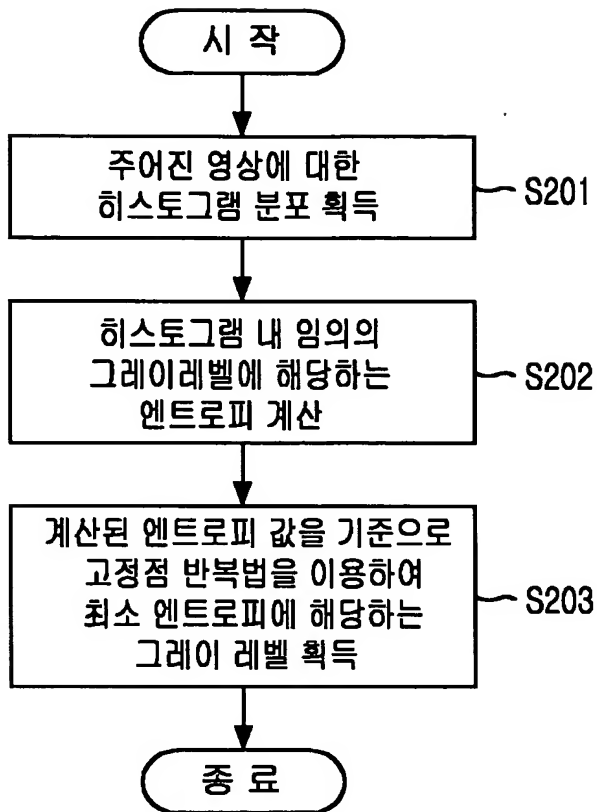 시 작
주어진 영상에 대한
히스토그램 분포 획득
S201
히스토그램 내 임의의
그레이레벨에 해당하는
엔트로피 계산
S202
계산된 엔트로피 값을 기준으로
고정점 반복법을 이용하여
최소 엔트로피에 해당하는
그레이 레벨 획득
S203
종 료